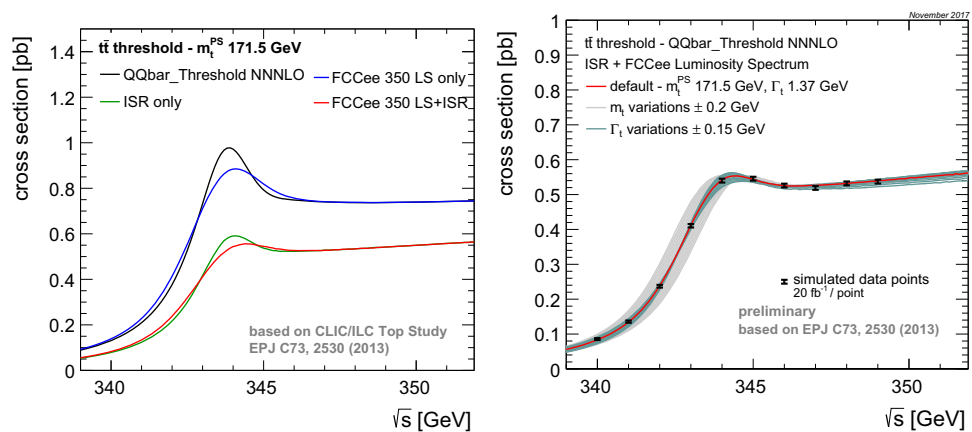 tt̄ threshold - m_t^PS 171.5 GeV
QQbar_Threshold NNNLO
FCCee 350 LS only
ISR only
FCCee 350 LS+ISR
based on CLIC/ILC Top Study
EPJ C73, 2530 (2013)
cross section [pb]
1.4
1.2
1
0.8
0.6
0.4
0.2
0
340
345
350
√s [GeV]
November 2017
tt̄ threshold - QQbar_Threshold NNNLO
ISR + FCCee Luminosity Spectrum
default - m_t^PS 171.5 GeV, Γ_t 1.37 GeV
m_t variations ± 0.2 GeV
Γ_t variations ± 0.15 GeV
simulated data points
20 fb⁻¹ / point
preliminary
based on EPJ C73, 2530 (2013)
cross section [pb]
1
0.9
0.8
0.7
0.6
0.5
0.4
0.3
0.2
0.1
0
340
345
350
√s [GeV]